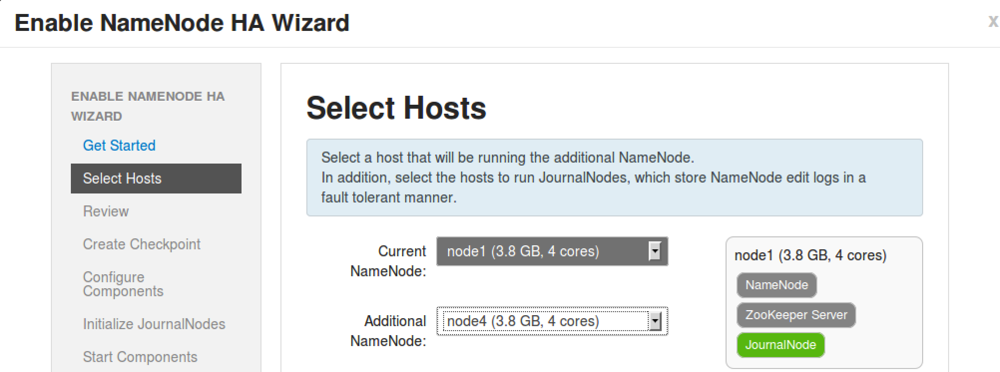 Enable NameNode HA Wizard
x
ENABLE NAMENODE HA
WIZARD
Get Started
Select Hosts
Review
Create Checkpoint
Configure
Components
Initialize JournalNodes
Start Components
Select Hosts
Select a host that will be running the additional NameNode.
In addition, select the hosts to run JournalNodes, which store NameNode edit logs in a
fault tolerant manner.
Current
NameNode:
node1 (3.8 GB, 4 cores)
Additional
NameNode:
node4 (3.8 GB, 4 cores)
node1 (3.8 GB, 4 cores)
NameNode
ZooKeeper Server
JournalNode